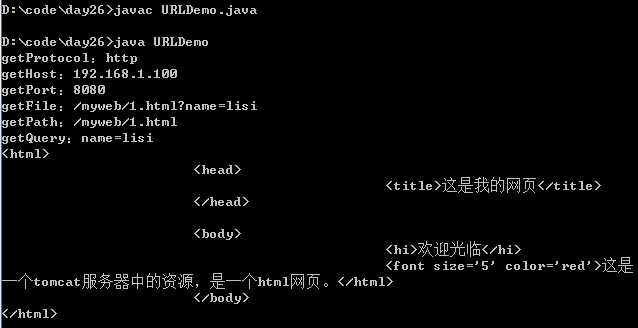 D:\code\day26>javac URLDemo.java
D:\code\day26>java URLDemo
getProtocol：http
getHost：192.168.1.100
getPort：8080
getFile：/myweb/1.html?name=lisi
getPath：/myweb/1.html
getQuery：name=lisi
<html>
<head>
<title>这是我的网页</title>
</head>
<body>
<hi>欢迎光临</hi>
<font size='5' color='red'>这是
一个tomcat服务器中的资源，是一个html网页。</html>
</body>
</html>